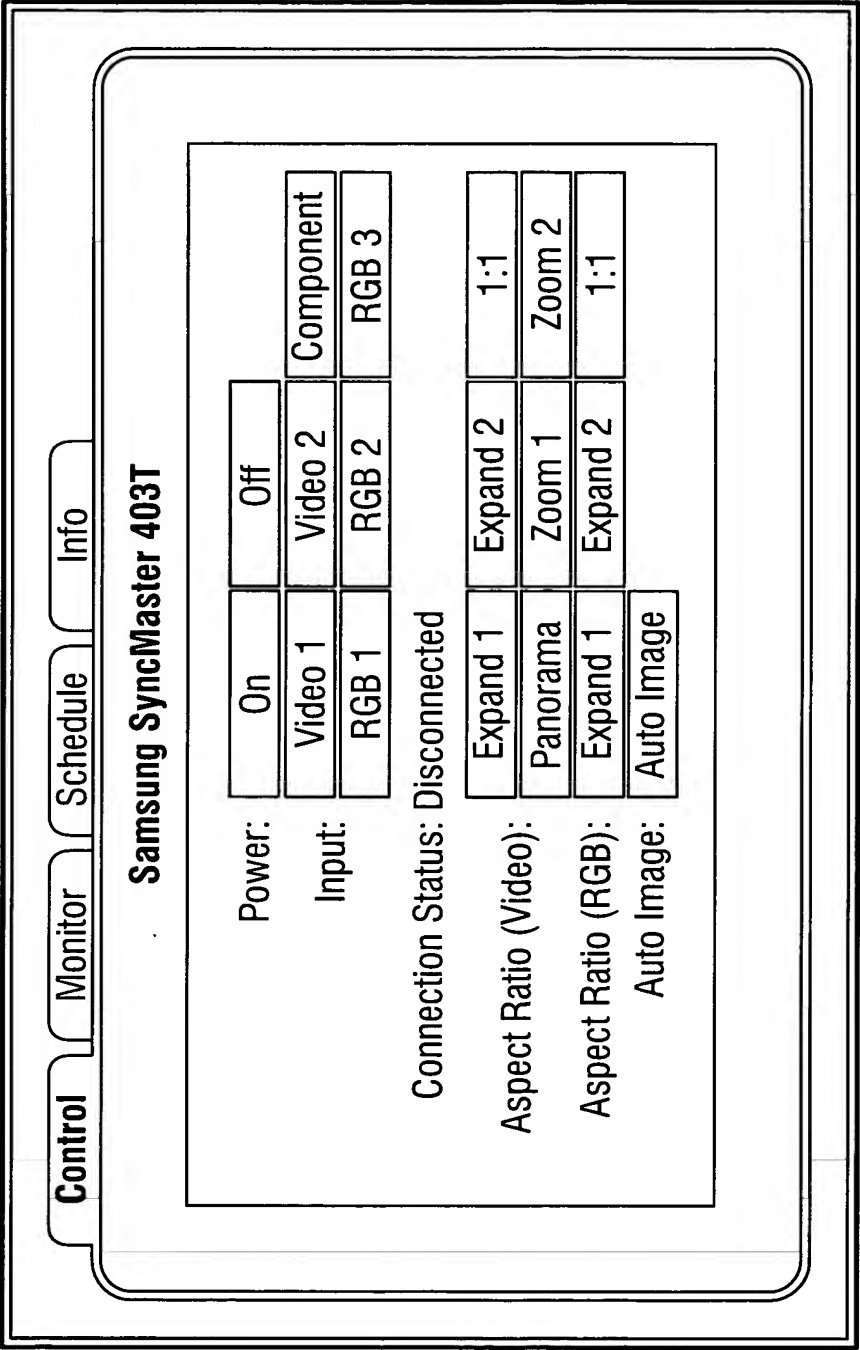 Control Monitor Schedule Info
Samsung SyncMaster 403T
Power: On Off
Input: Video 1 Video 2 Component
RGB 1 RGB 2 RGB 3
Connection Status: Disconnected
Aspect Ratio (Video): Expand 1 Expand 2 1:1
Panorama Zoom 1 Zoom 2
Aspect Ratio (RGB): Expand 1 Expand 2 1:1
Auto Image: Auto Image